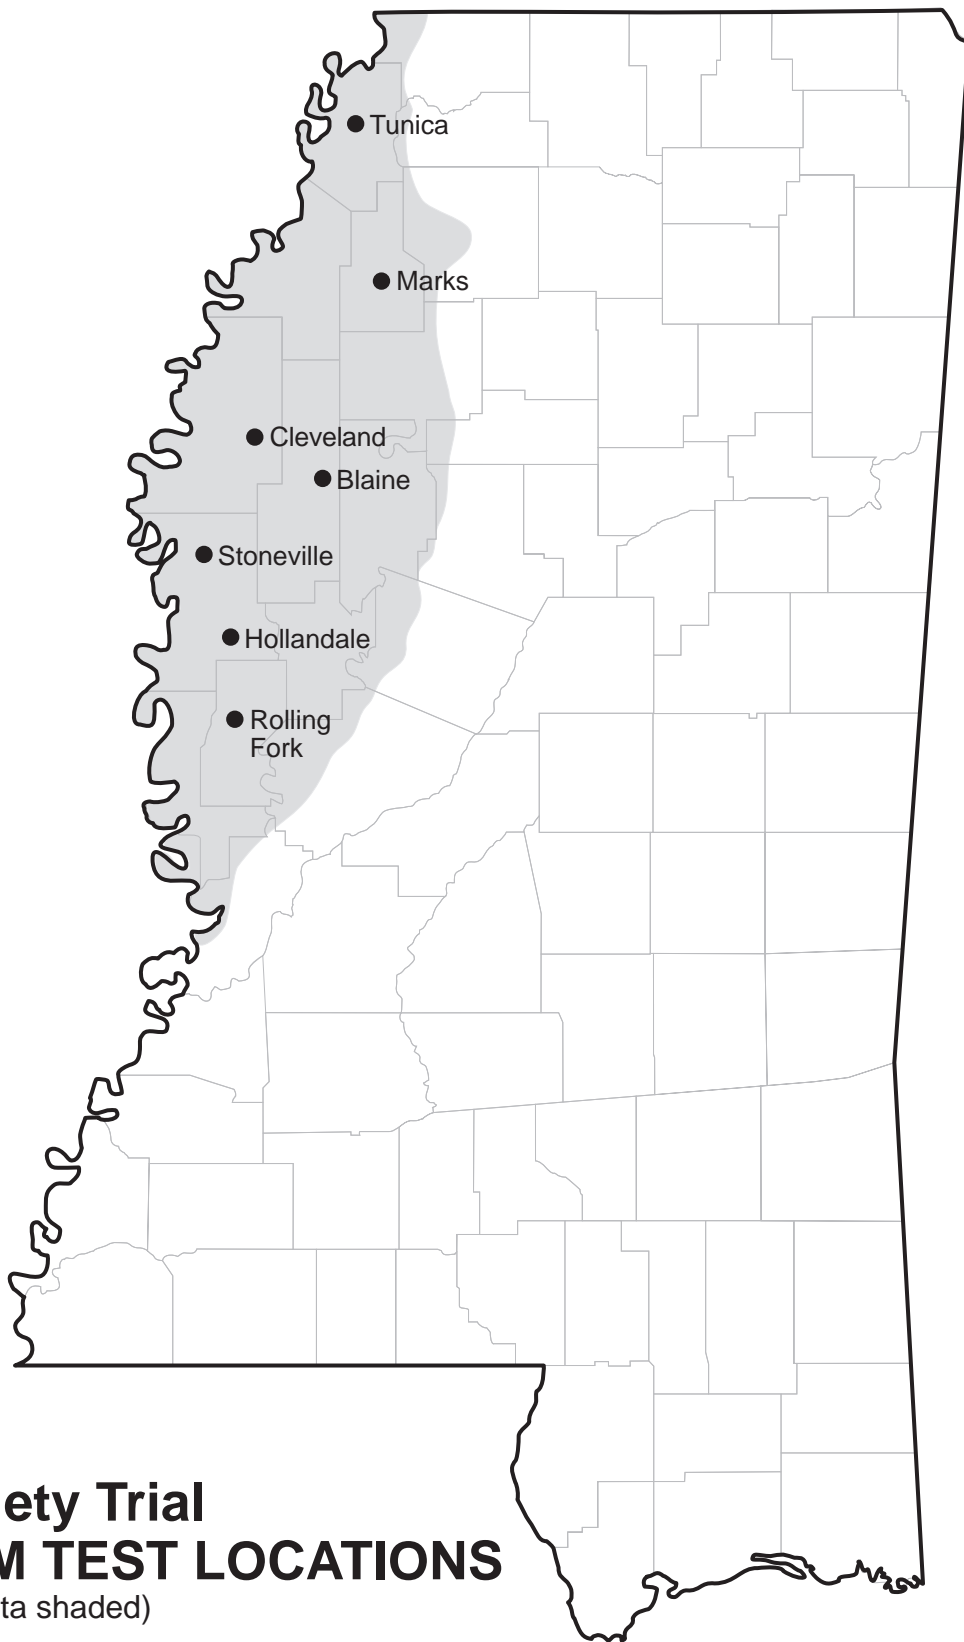 Tunica
Marks
Cleveland
Blaine
Stoneville
Hollandale
Rolling
Fork
ety Trial
M TEST LOCATIONS
ta shaded)